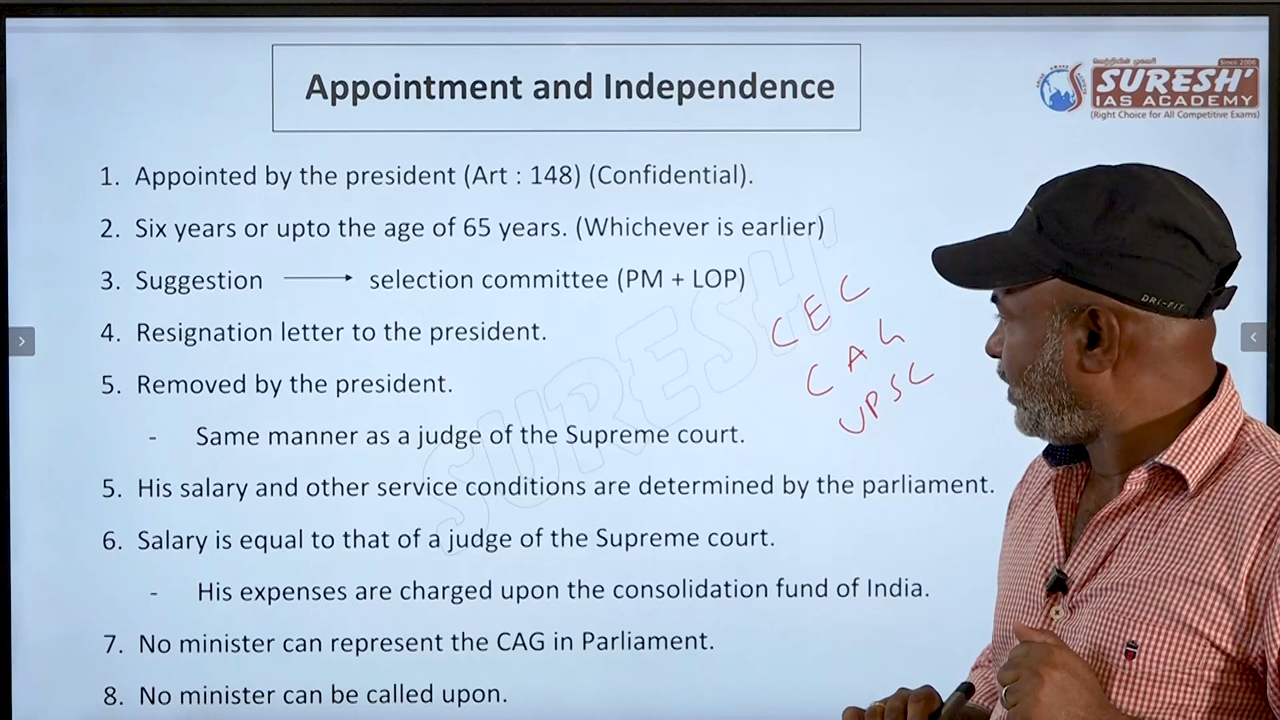 Appointment and Independence
வெற்றியின் முகவரி
Since 2006
SURESH'
IAS ACADEMY
(Right Choice for All Competitive Exams)
1. Appointed by the president (Art : 148) (Confidential).
2. Six years or upto the age of 65 years. (Whichever is earlier)
3. Suggestion → selection committee (PM + LOP)
4. Resignation letter to the president.
5. Removed by the president.
- Same manner as a judge of the Supreme court.
5. His salary and other service conditions are determined by the parliament.
6. Salary is equal to that of a judge of the Supreme court.
- His expenses are charged upon the consolidation fund of India.
7. No minister can represent the CAG in Parliament.
8. No minister can be called upon.
CEC
CAG
UPSC
SURESH'
DRI-FIT